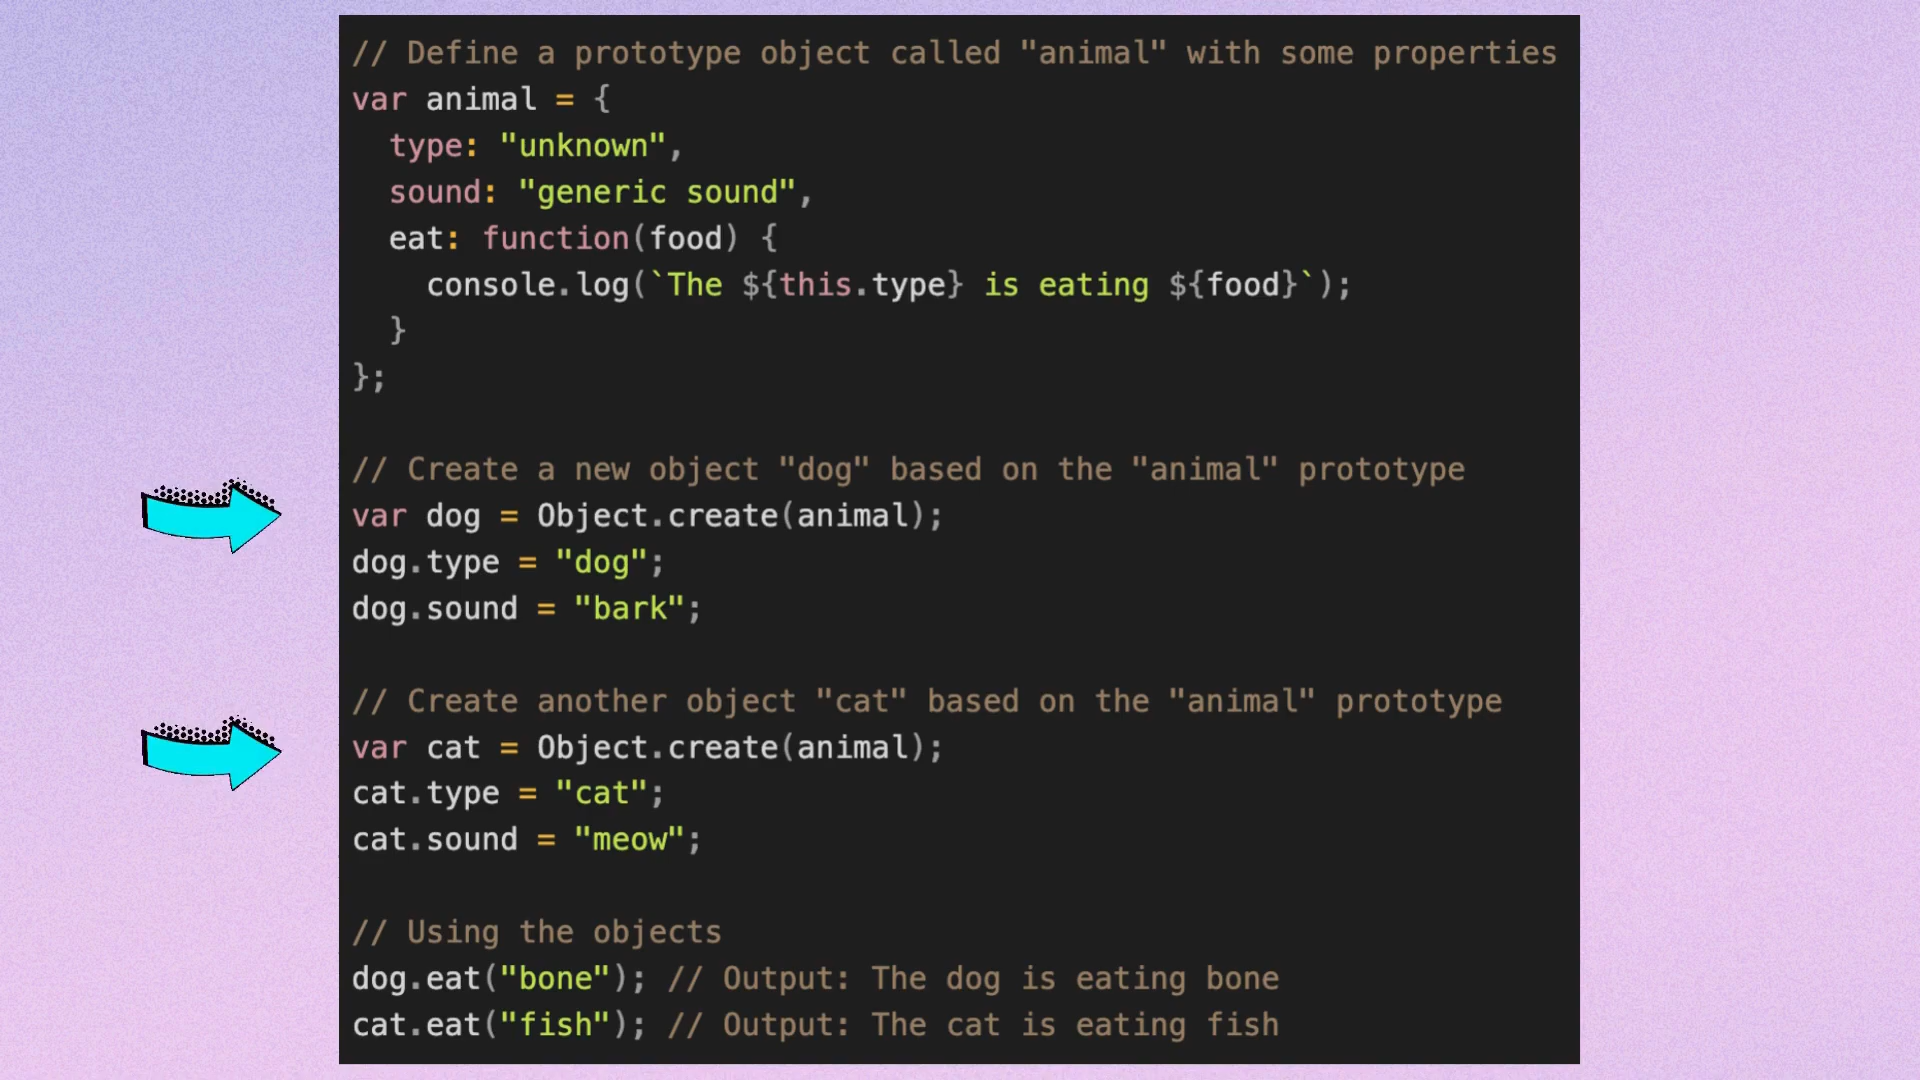 // Define a prototype object called "animal" with some properties
var animal = {
  type: "unknown",
  sound: "generic sound",
  eat: function(food) {
    console.log(`The ${this.type} is eating ${food}`);
  }
};

// Create a new object "dog" based on the "animal" prototype
var dog = Object.create(animal);
dog.type = "dog";
dog.sound = "bark";

// Create another object "cat" based on the "animal" prototype
var cat = Object.create(animal);
cat.type = "cat";
cat.sound = "meow";

// Using the objects
dog.eat("bone"); // Output: The dog is eating bone
cat.eat("fish"); // Output: The cat is eating fish